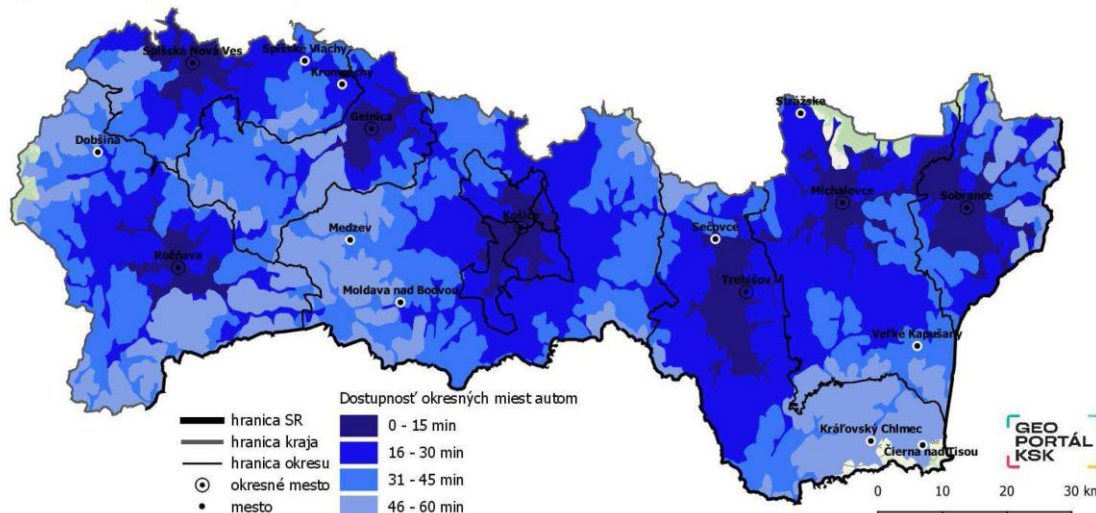 Spišská Nová Ves
Spišské Vlachy
Krompachy
Gelnica
Dobšiná
Rožňava
Medzev
Moldava nad Bodvou
Košice
Sečovce
Trebišov
Strážske
Michalovce
Sobrance
Veľké Kapušany
Kráľovský Chlmec
Čierna nad Tisou
hranica SR
hranica kraja
hranica okresu
okresné mesto
mesto
Dostupnosť okresných miest autom
0 - 15 min
16 - 30 min
31 - 45 min
46 - 60 min
GEO
PORTÁL
KSK
0 10 20 30 km